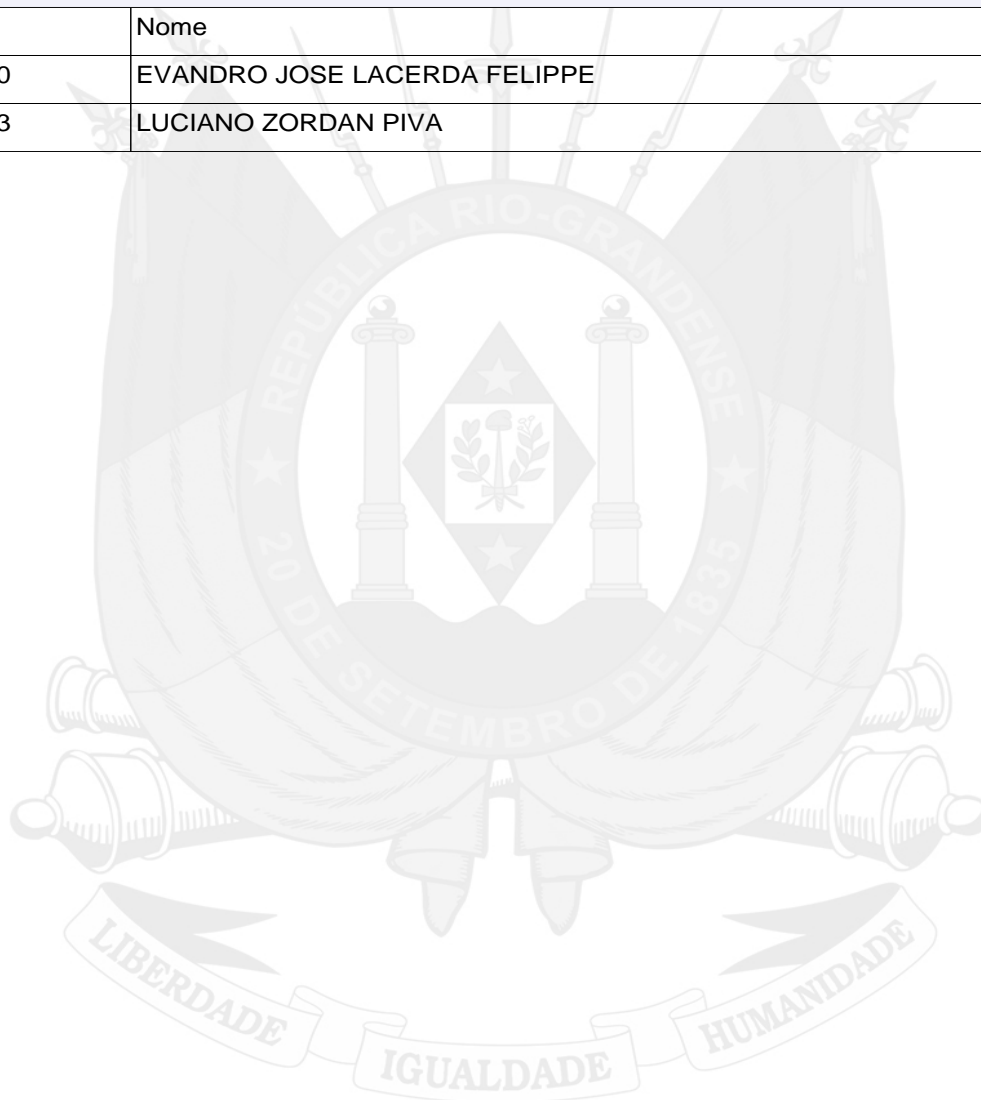 Nome
0 EVANDRO JOSE LACERDA FELIPPE
3 LUCIANO ZORDAN PIVA
REPÚBLICA RIO-GRANDENSE
20 DE SETEMBRO DE 1835
LIBERDADE
IGUALDADE
HUMANIDADE